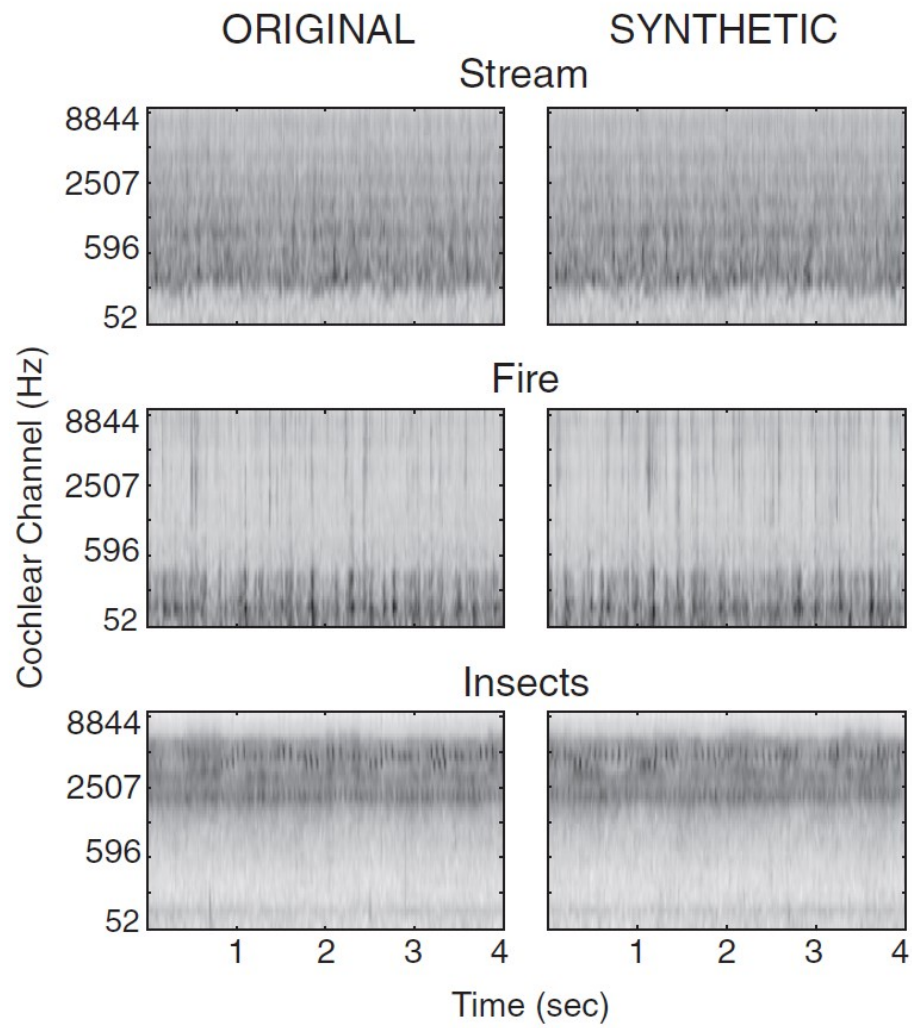 ORIGINAL SYNTHETIC
Stream
8844
2507
596
52
Fire
8844
2507
596
52
Cochlear Channel (Hz)
Insects
8844
2507
596
52
1 2 3 4 1 2 3 4
Time (sec)